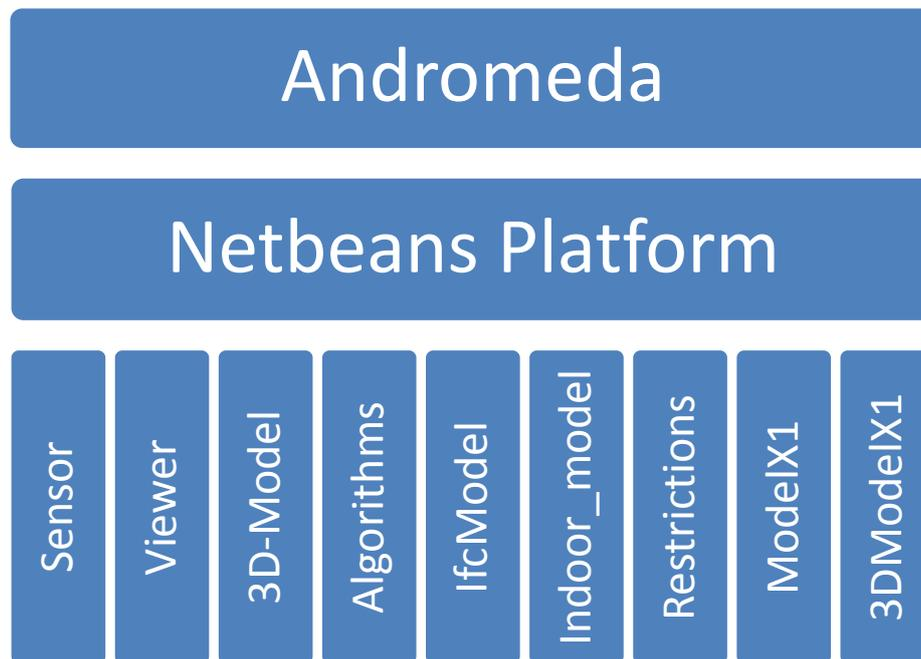 Andromeda
Netbeans Platform
Sensor
Viewer
3D-Model
Algorithms
IfcModel
Indoor_model
Restrictions
ModelX1
3DModelX1